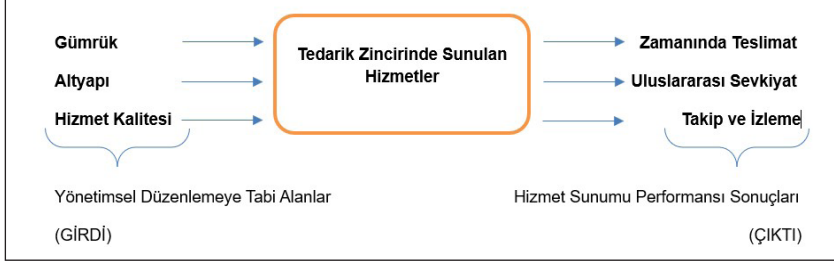 Gümrük
Altyapı
Hizmet Kalitesi
Tedarik Zincirinde Sunulan
Hizmetler
Zamanında Teslimat
Uluslararası Sevkiyat
Takip ve İzleme
Yönetimsel Düzenlemeye Tabi Alanlar
(GİRDİ)
Hizmet Sunumu Performansı Sonuçları
(ÇIKTI)